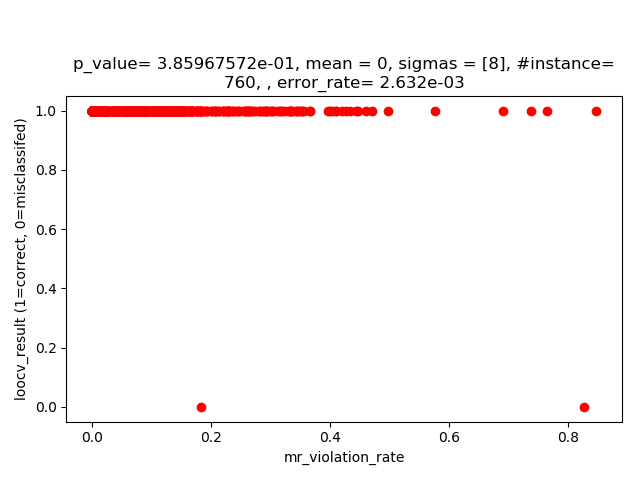 p_value= 3.85967572e-01, mean = 0, sigmas = [8], #instance=
760, , error_rate= 2.632e-03
1.0
0.8
0.6
0.4
0.2
0.0
loocv_result (1=correct, 0=misclassifed)
0.0 0.2 0.4 0.6 0.8
mr_violation_rate